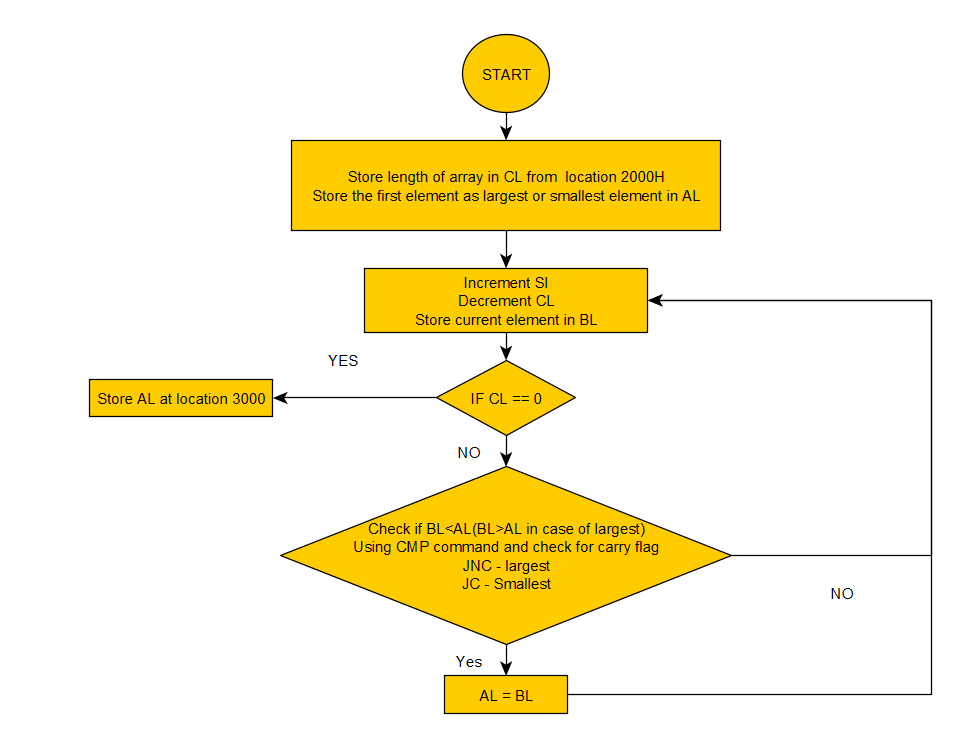 START
Store length of array in CL from location 2000H
Store the first element as largest or smallest element in AL
Increment SI
Decrement CL
Store current element in BL
YES
Store AL at location 3000
IF CL == 0
NO
Check if BL<AL(BL>AL in case of largest)
Using CMP command and check for carry flag
JNC - largest
JC - Smallest
NO
Yes
AL = BL